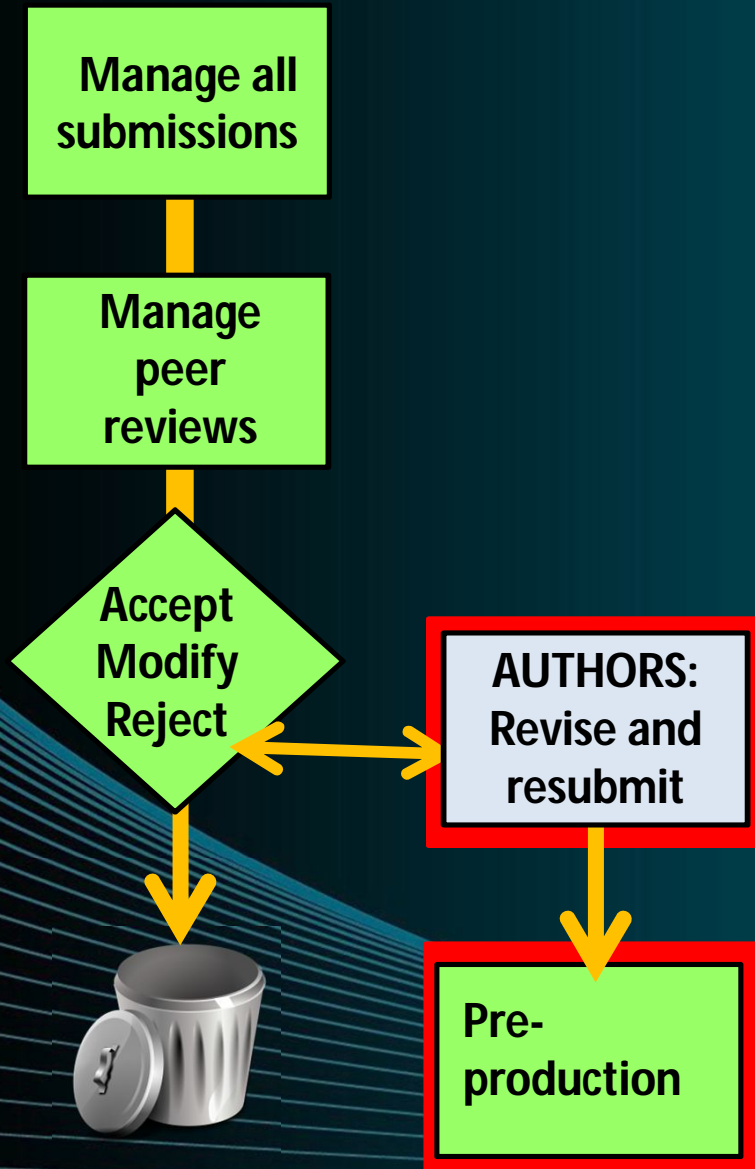 Manage all
submissions
Manage
peer
reviews
Accept
Modify
Reject
AUTHORS:
Revise and
resubmit
Pre-
production